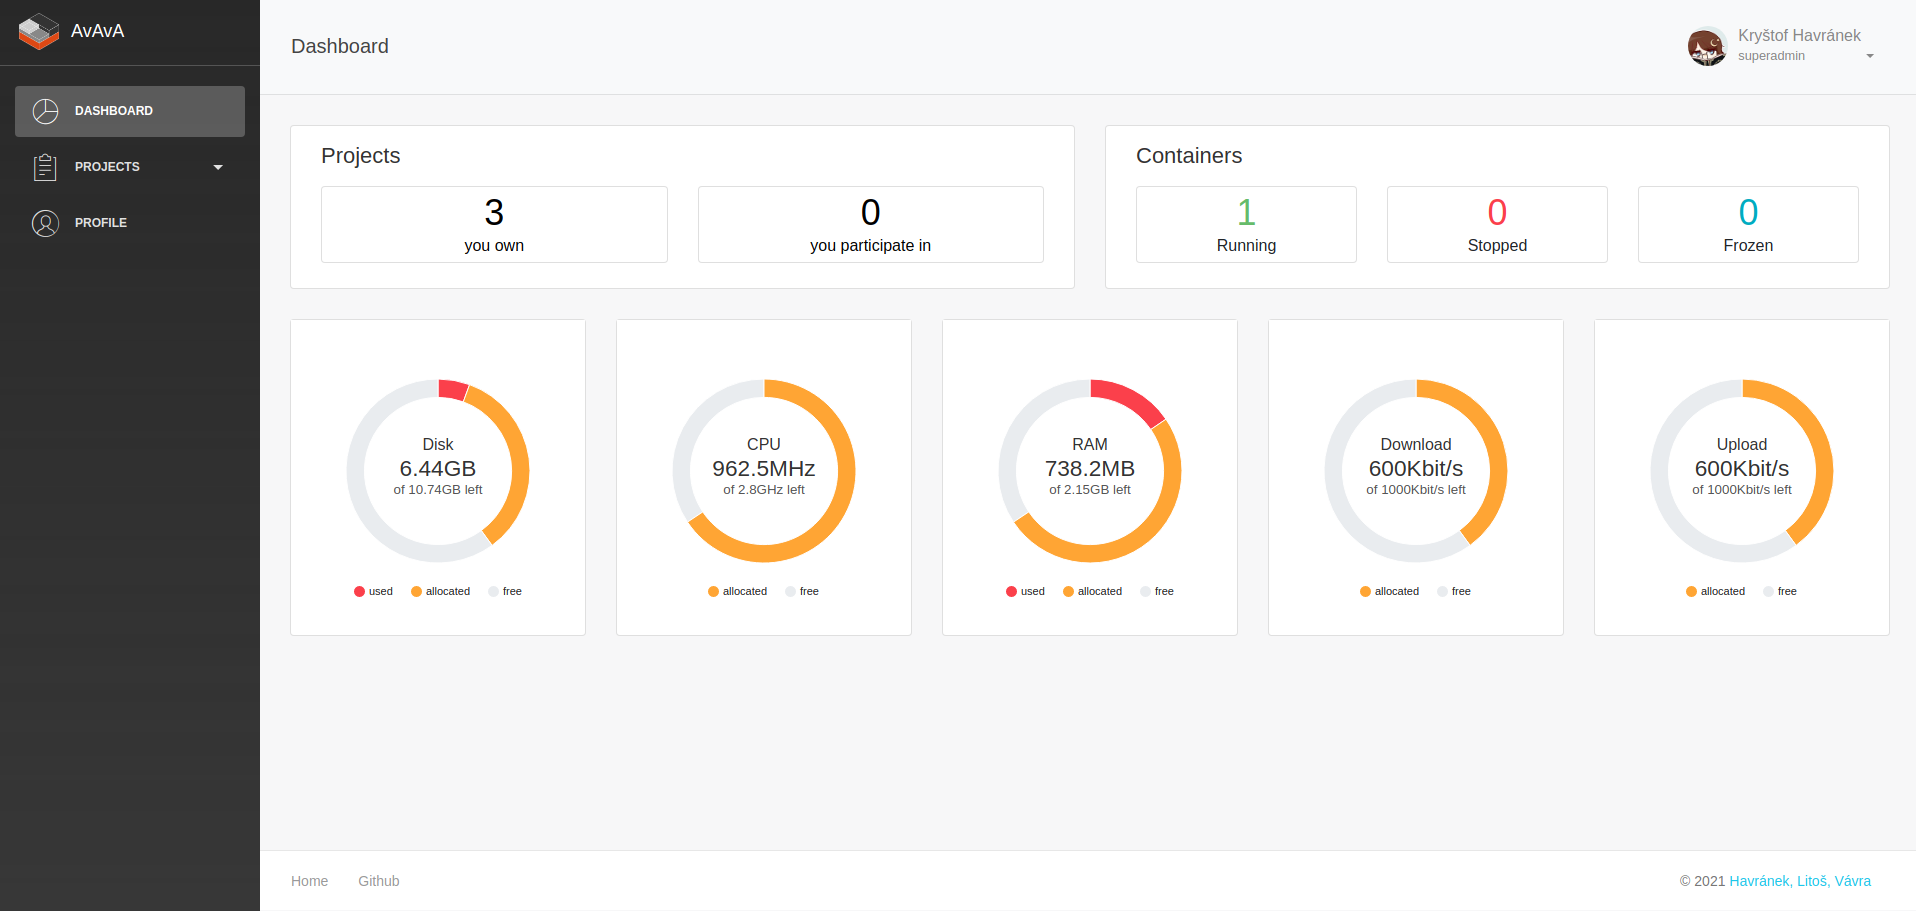 AvAvA
DASHBOARD
PROJECTS
PROFILE
Dashboard
Kryštof Havránek
superadmin
Projects
3
you own
0
you participate in
Containers
1
Running
0
Stopped
0
Frozen
Disk
6.44GB
of 10.74GB left
used allocated free
CPU
962.5MHz
of 2.8GHz left
allocated free
RAM
738.2MB
of 2.15GB left
used allocated free
Download
600Kbit/s
of 1000Kbit/s left
allocated free
Upload
600Kbit/s
of 1000Kbit/s left
allocated free
Home Github
© 2021 Havránek, Litoš, Vávra